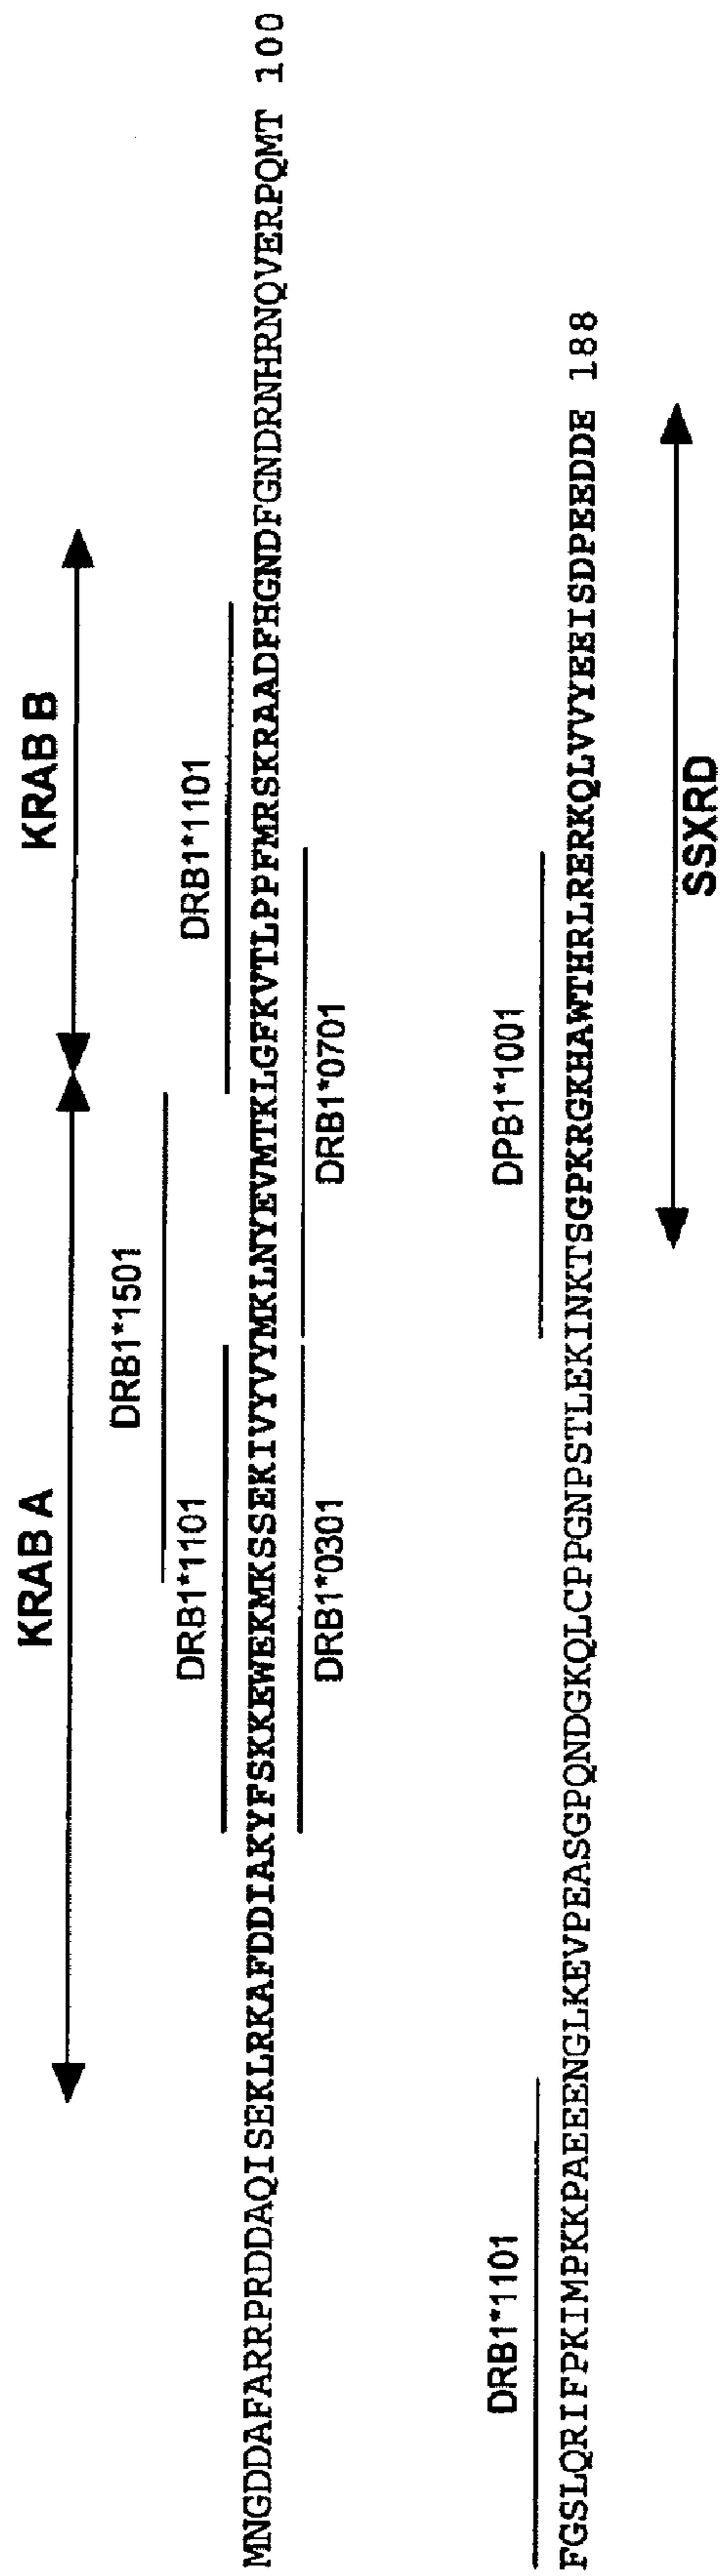 KRAB A KRAB B
DRB1*1501
DRB1*1101 DRB1*1101
MNGDDAFARRPRDDAQISEKLRKAFDDIAKYFSKKEWEKMKSSEKIVYVYMKLNYEVMTKLGFKVTLPPFMRSKRAADFHGNDFGNDRNHRNQVERPQMT 100
DRB1*0301 DRB1*0701
DRB1*1101 DPB1*1001
FGSLQRIFPKIMPKKPAEEENGLKEVPEASGPQNDGKQLCPPGNPSTLEKINKTSGPKRGKHAWTHRLRERKQLVVYEEISDPEEDDE 188
SSXRD